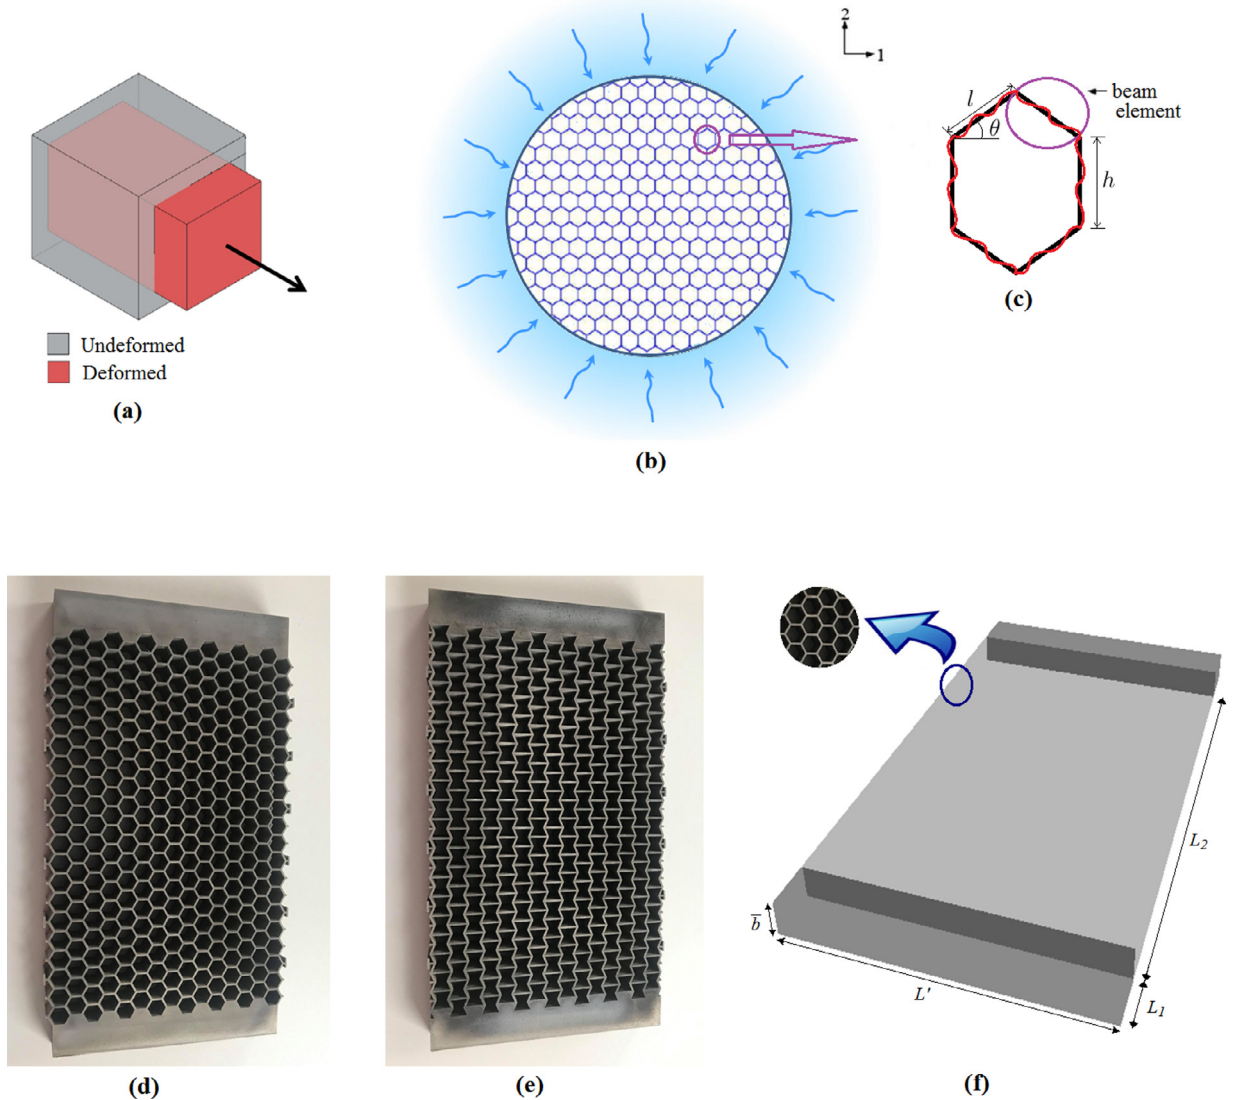 Undeformed
Deformed
(a)
(b)
2
1
l
θ
h
beam
element
(c)
(d)
(e)
b̅
L'
L₂
L₁
(f)